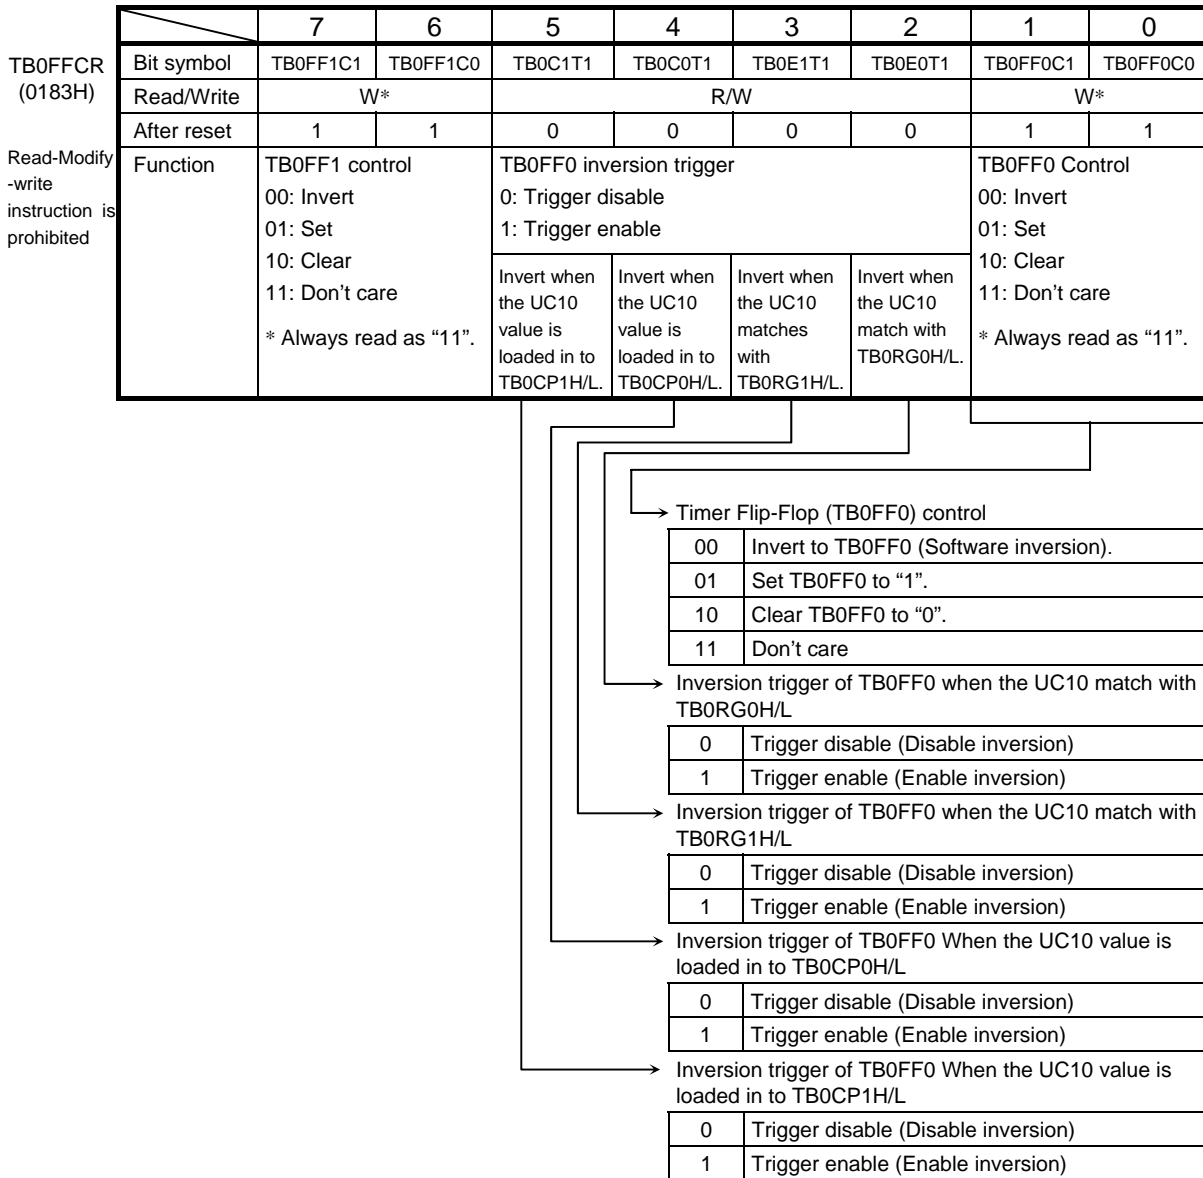 7 6 5 4 3 2 1 0
TB0FFCR
(0183H)
Bit symbol TB0FF1C1 TB0FF1C0 TB0C1T1 TB0C0T1 TB0E1T1 TB0E0T1 TB0FF0C1 TB0FF0C0
Read/Write W* R/W W*
After reset 1 1 0 0 0 0 1 1
Read-Modify
-write
instruction is
prohibited
Function
TB0FF1 control
00: Invert
01: Set
10: Clear
11: Don't care
* Always read as “11”.
TB0FF0 inversion trigger
0: Trigger disable
1: Trigger enable
Invert when
the UC10
value is
loaded in to
TB0CP1H/L.
Invert when
the UC10
value is
loaded in to
TB0CP0H/L.
Invert when
the UC10
matches
with
TB0RG1H/L.
Invert when
the UC10
match with
TB0RG0H/L.
TB0FF0 Control
00: Invert
01: Set
10: Clear
11: Don't care
* Always read as “11”.
Timer Flip-Flop (TB0FF0) control
00 Invert to TB0FF0 (Software inversion).
01 Set TB0FF0 to “1”.
10 Clear TB0FF0 to “0”.
11 Don't care
Inversion trigger of TB0FF0 when the UC10 match with
TB0RG0H/L
0 Trigger disable (Disable inversion)
1 Trigger enable (Enable inversion)
Inversion trigger of TB0FF0 when the UC10 match with
TB0RG1H/L
0 Trigger disable (Disable inversion)
1 Trigger enable (Enable inversion)
Inversion trigger of TB0FF0 When the UC10 value is
loaded in to TB0CP0H/L
0 Trigger disable (Disable inversion)
1 Trigger enable (Enable inversion)
Inversion trigger of TB0FF0 When the UC10 value is
loaded in to TB0CP1H/L
0 Trigger disable (Disable inversion)
1 Trigger enable (Enable inversion)